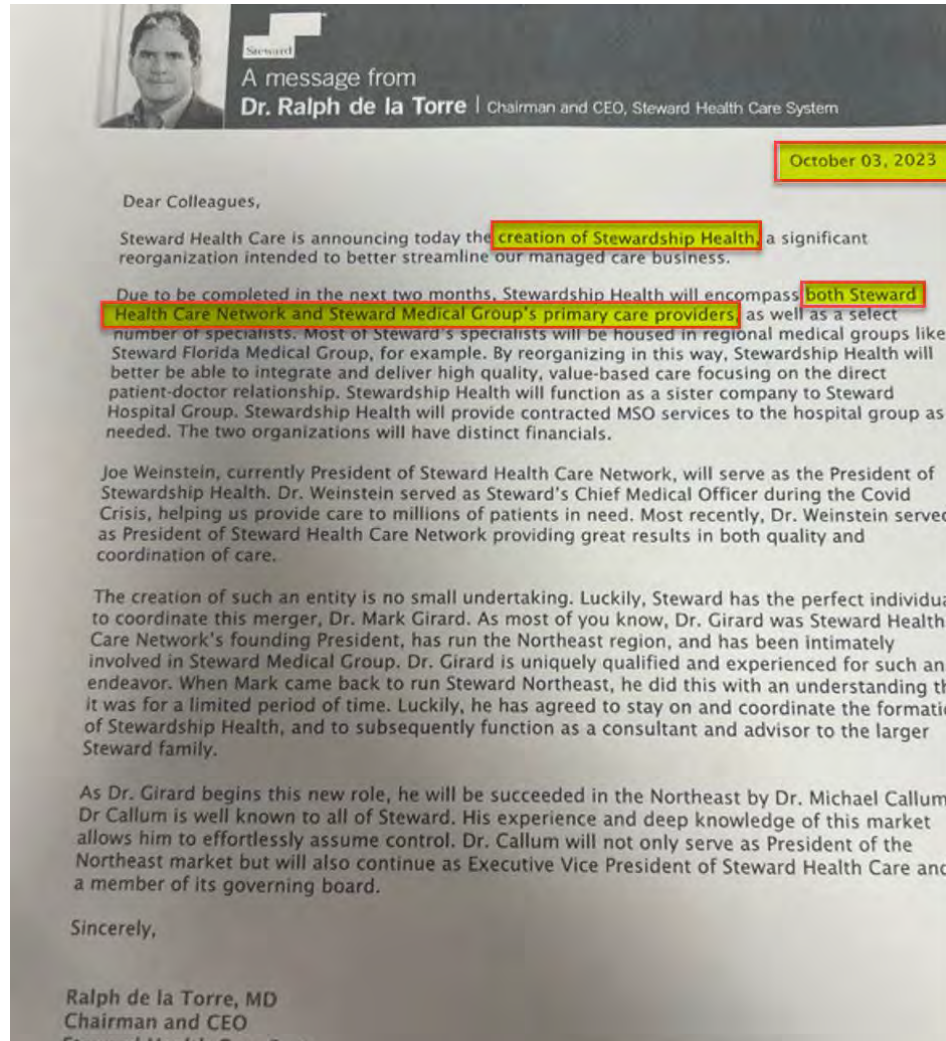 Steward
A message from
Dr. Ralph de la Torre | Chairman and CEO, Steward Health Care System
October 03, 2023
Dear Colleagues,
Steward Health Care is announcing today the creation of Stewardship Health, a significant
reorganization intended to better streamline our managed care business.
Due to be completed in the next two months, Stewardship Health will encompass both Steward
Health Care Network and Steward Medical Group's primary care providers, as well as a select
number of specialists. Most of Steward's specialists will be housed in regional medical groups like
Steward Florida Medical Group, for example. By reorganizing in this way, Stewardship Health will
better be able to integrate and deliver high quality, value-based care focusing on the direct
patient-doctor relationship. Stewardship Health will function as a sister company to Steward
Hospital Group. Stewardship Health will provide contracted MSO services to the hospital group as
needed. The two organizations will have distinct financials.
Joe Weinstein, currently President of Steward Health Care Network, will serve as the President of
Stewardship Health. Dr. Weinstein served as Steward's Chief Medical Officer during the Covid
Crisis, helping us provide care to millions of patients in need. Most recently, Dr. Weinstein served
as President of Steward Health Care Network providing great results in both quality and
coordination of care.
The creation of such an entity is no small undertaking. Luckily, Steward has the perfect individua
to coordinate this merger, Dr. Mark Girard. As most of you know, Dr. Girard was Steward Health
Care Network's founding President, has run the Northeast region, and has been intimately
involved in Steward Medical Group. Dr. Girard is uniquely qualified and experienced for such an
endeavor. When Mark came back to run Steward Northeast, he did this with an understanding th
it was for a limited period of time. Luckily, he has agreed to stay on and coordinate the formatio
of Stewardship Health, and to subsequently function as a consultant and advisor to the larger
Steward family.
As Dr. Girard begins this new role, he will be succeeded in the Northeast by Dr. Michael Callum
Dr Callum is well known to all of Steward. His experience and deep knowledge of this market
allows him to effortlessly assume control. Dr. Callum will not only serve as President of the
Northeast market but will also continue as Executive Vice President of Steward Health Care and
a member of its governing board.
Sincerely,
Ralph de la Torre, MD
Chairman and CEO